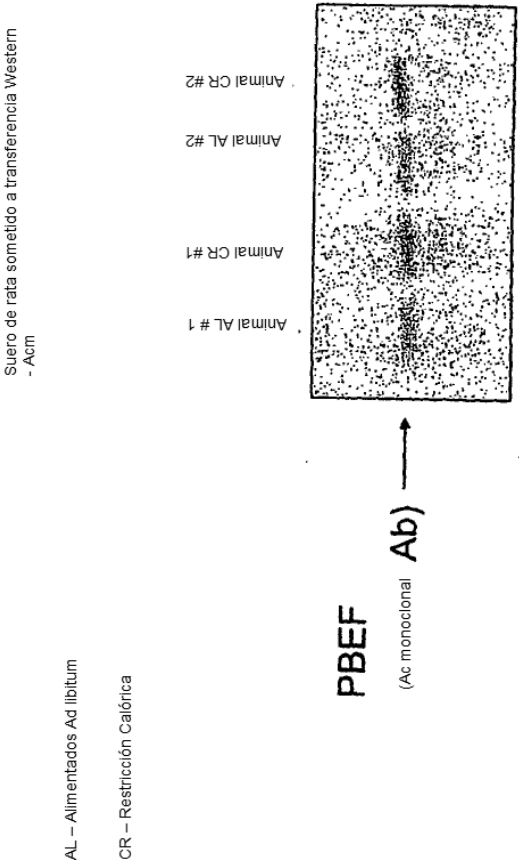 Suero de rata sometido a transferencia Western
- Acm
Animal AL # 1
Animal CR #1
Animal AL #2
Animal CR #2
PBEF
(Ac monoclonal Ab)
AL – Alimentados Ad libitum
CR – Restricción Calórica